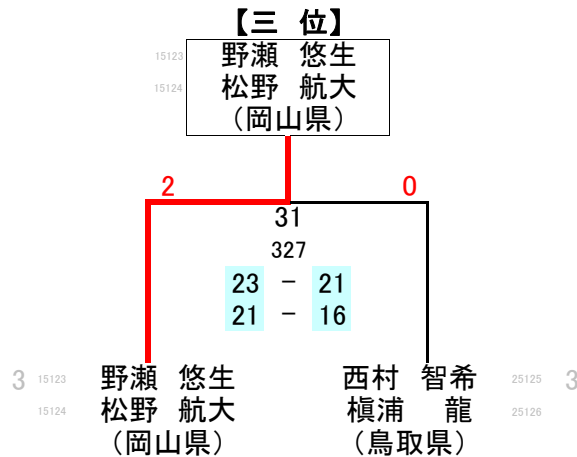 【三 位】
15123 野瀬 悠生
15124 松野 航大
（岡山県）
2 0
31
327
23 － 21
21 － 16
3 15123 野瀬 悠生 西村 智希 25125 3
15124 松野 航大 槇浦 龍 25126
（岡山県） （鳥取県）